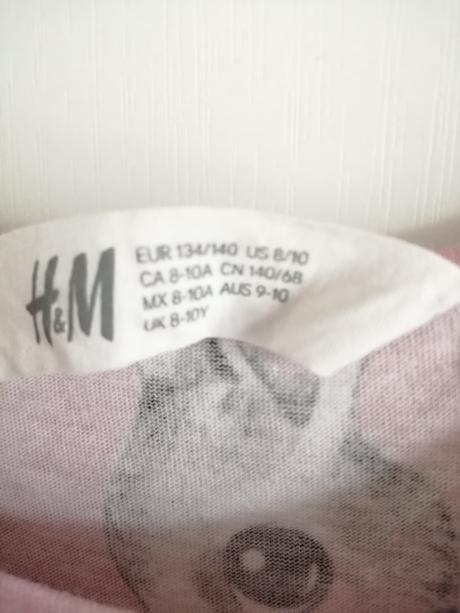 H&M
EUR 134/140 US 8/10
CA 8-10A CN 140/68
MX 8-10A AUS 9-10
UK 8-10Y